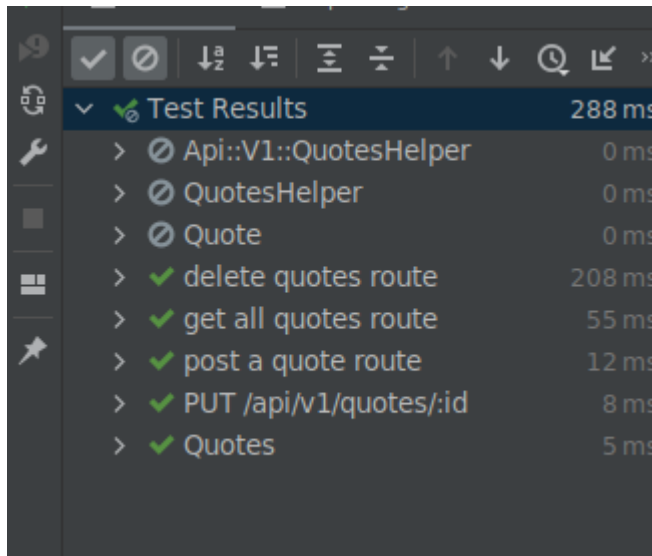 Test Results 288 ms
Api::V1::QuotesHelper 0 ms
QuotesHelper 0 ms
Quote 0 ms
delete quotes route 208 ms
get all quotes route 55 ms
post a quote route 12 ms
PUT /api/v1/quotes/:id 8 ms
Quotes 5 ms